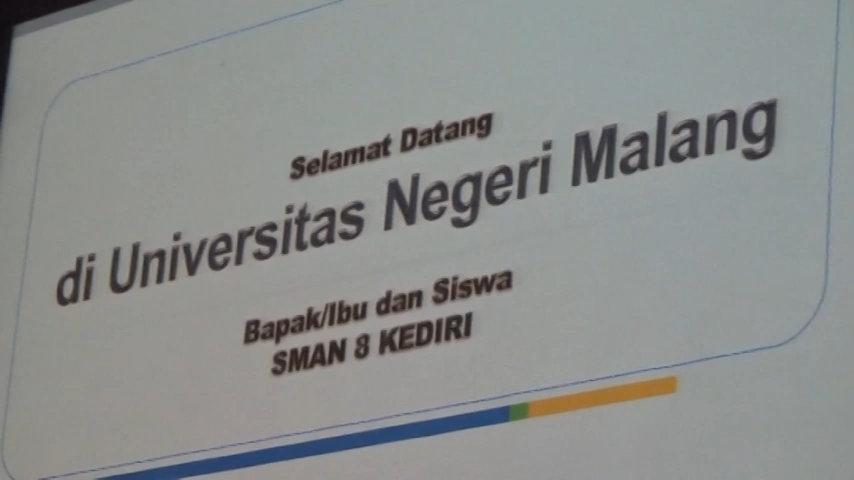 Selamat Datang
di Universitas Negeri Malang
Bapak/Ibu dan Siswa
SMAN 8 KEDIRI